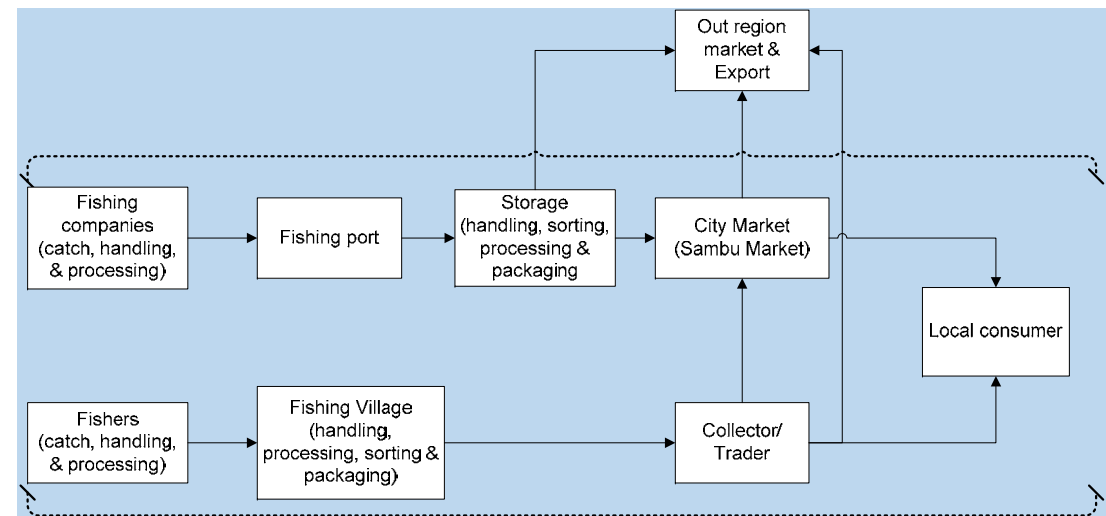 Out region
market &
Export
Fishing
companies
(catch, handling,
& processing)
Fishing port
Storage
(handling, sorting,
processing &
packaging
City Market
(Sambu Market)
Local consumer
Fishers
(catch, handling,
& processing)
Fishing Village
(handling,
processing, sorting &
packaging)
Collector/
Trader